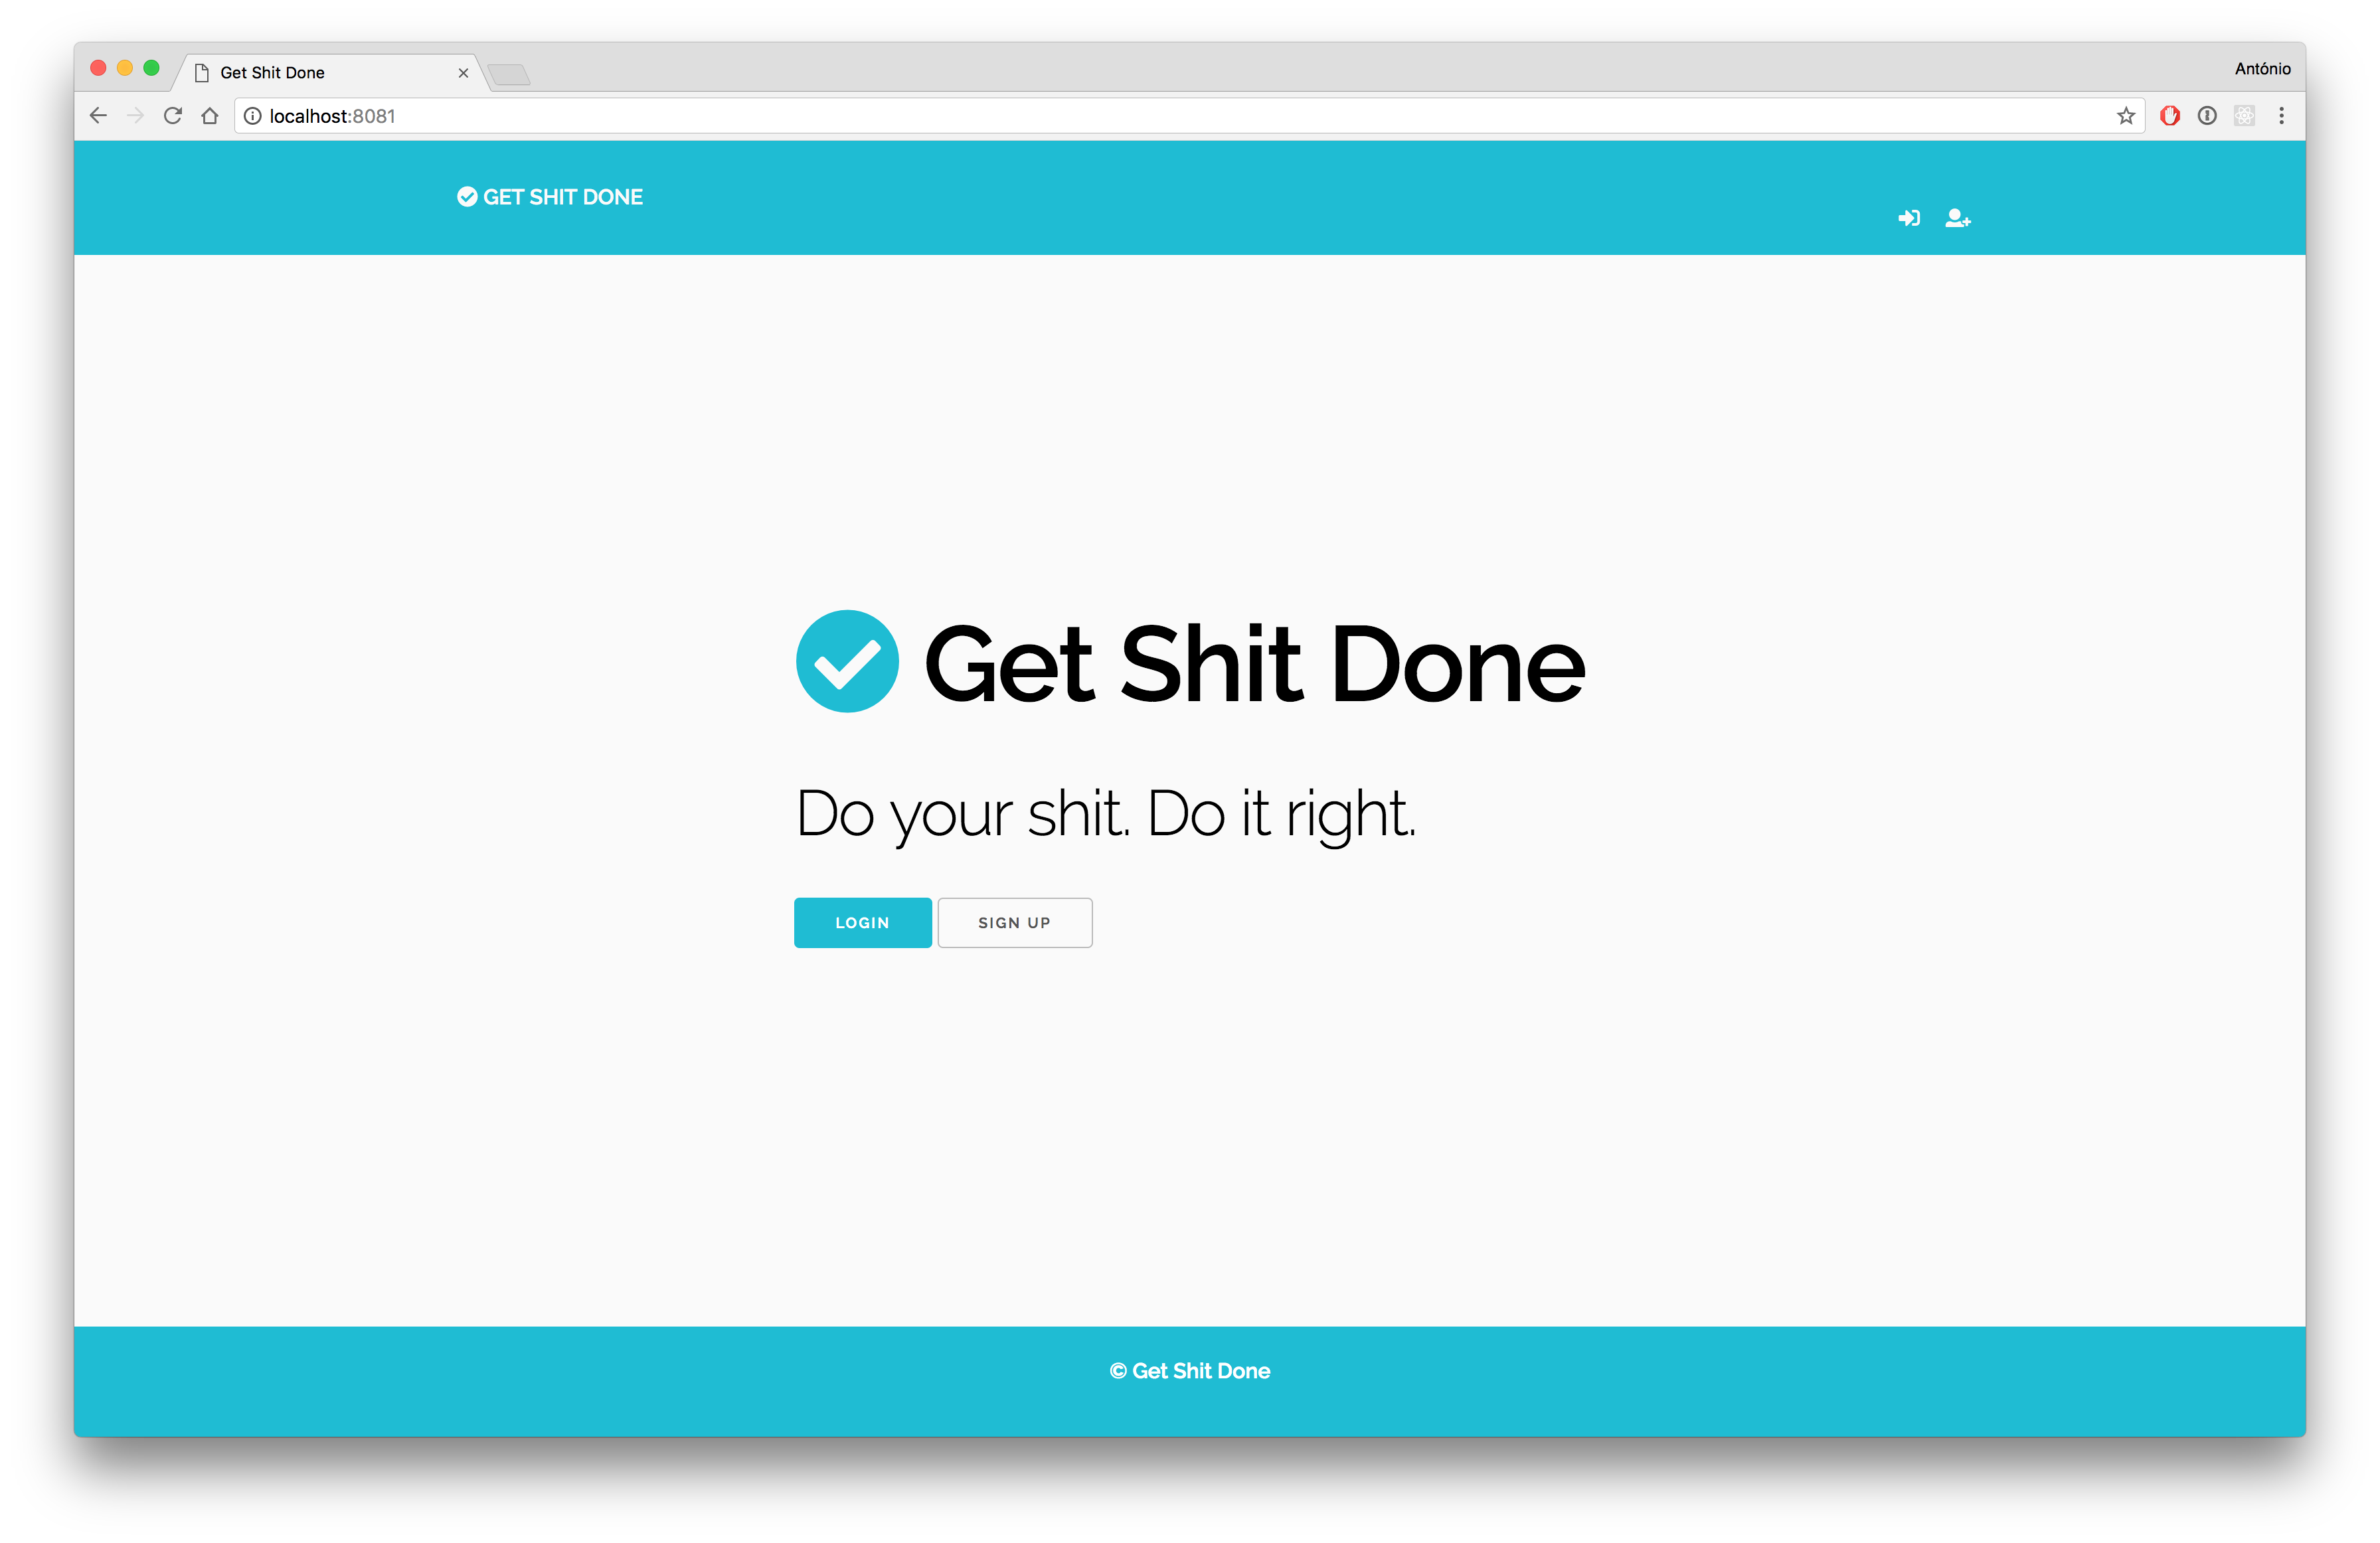 Get Shit Done
António
localhost:8081
GET SHIT DONE
Get Shit Done
Do your shit. Do it right.
LOGIN
SIGN UP
© Get Shit Done